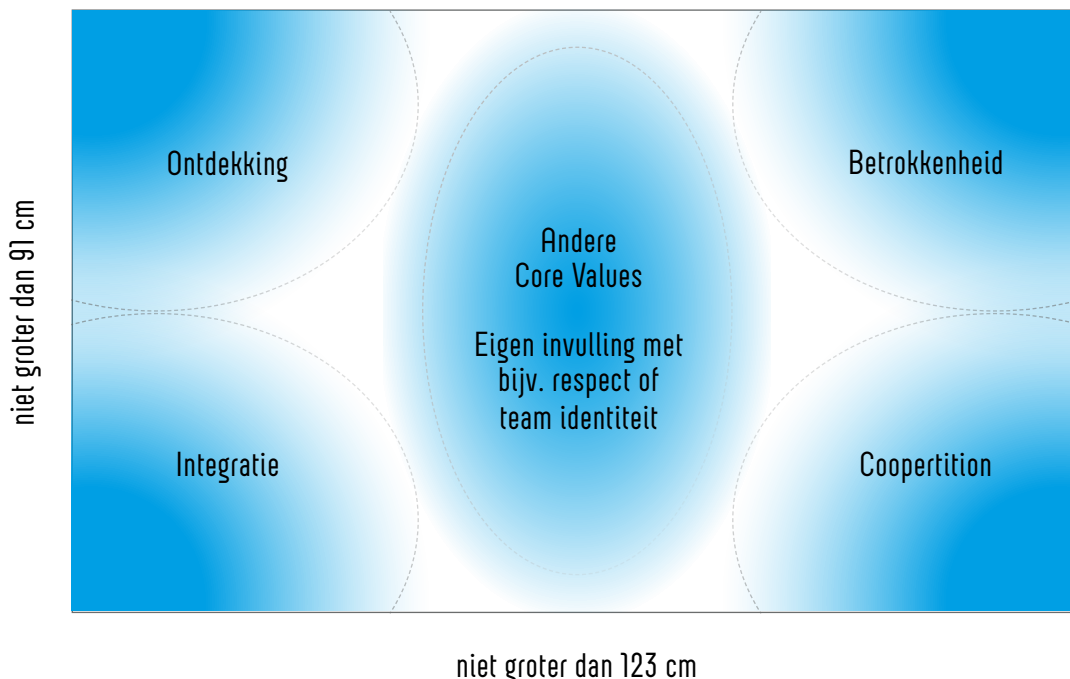 Ontdekking
Betrokkenheid
Andere
Core Values
Eigen invulling met
bijv. respect of
team identiteit
Integratie
Coopertition
niet groter dan 91 cm
niet groter dan 123 cm